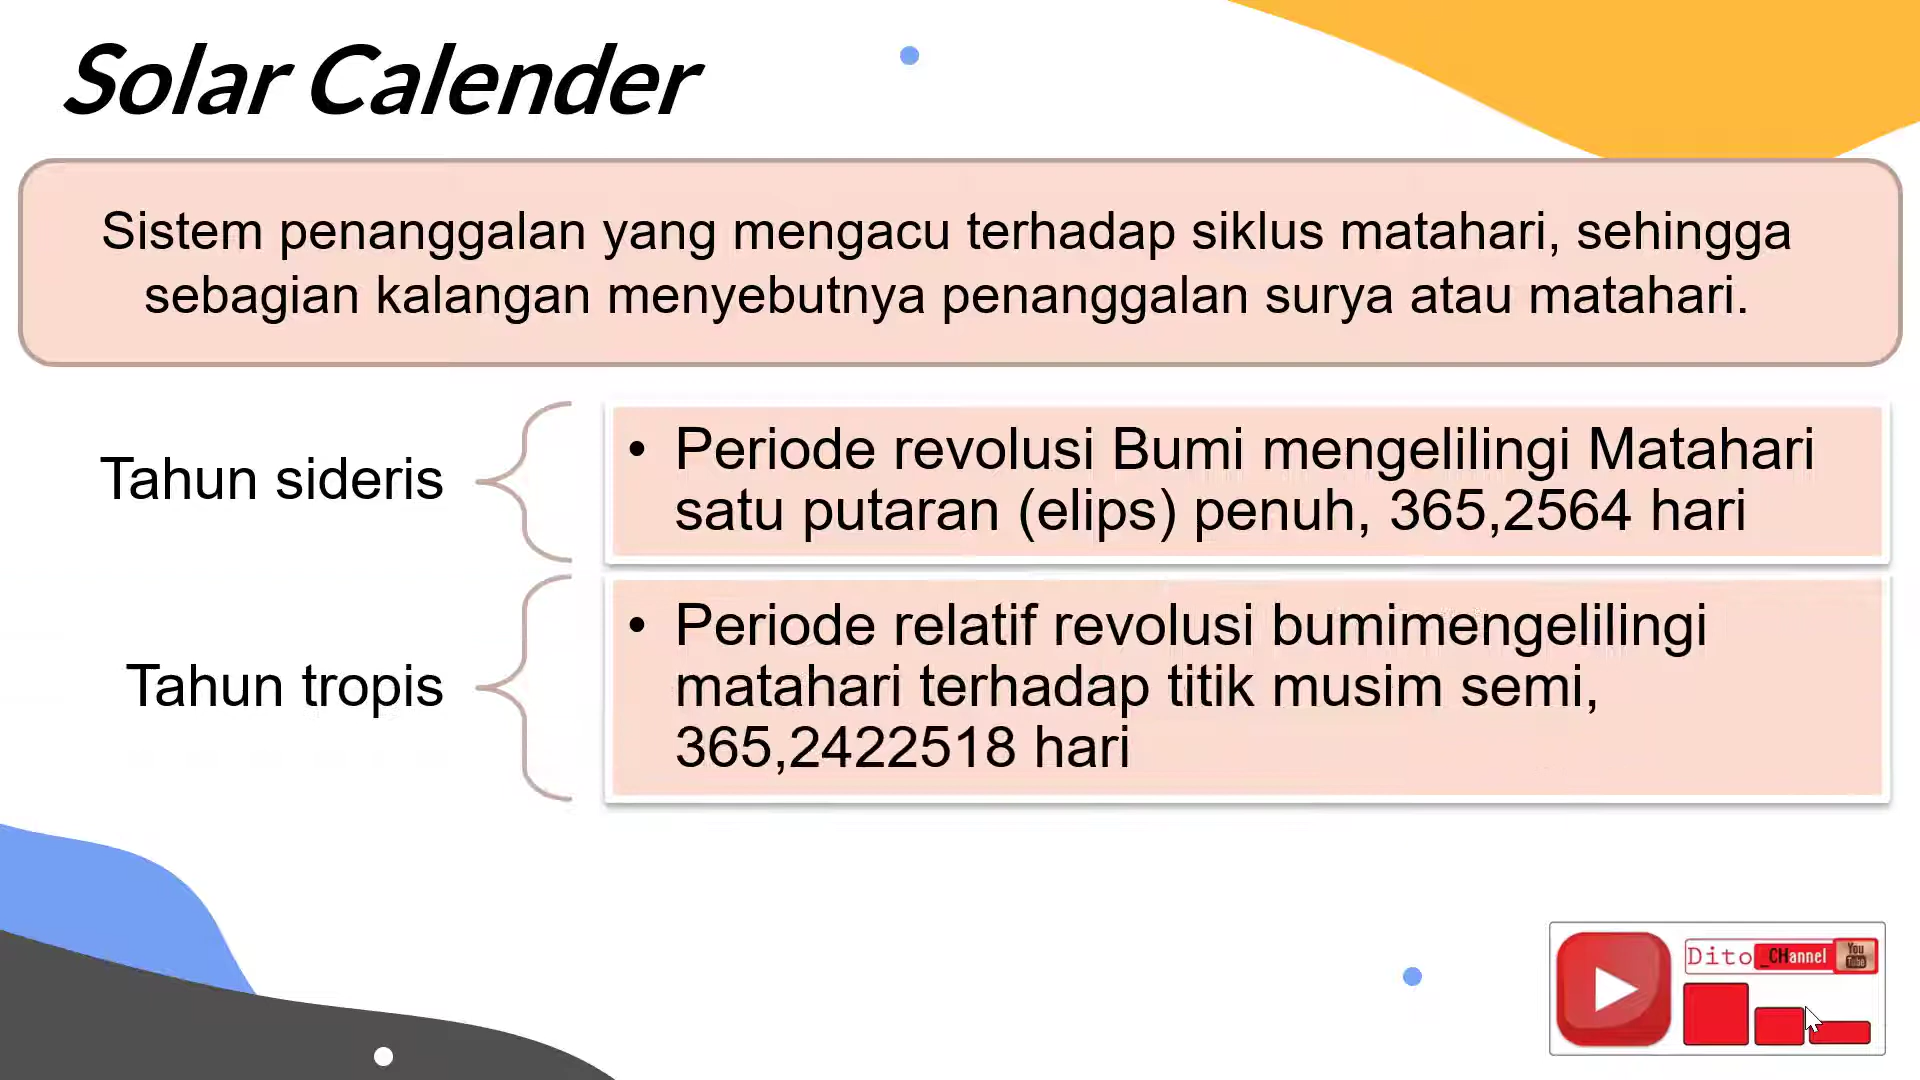 Solar Calender
Sistem penanggalan yang mengacu terhadap siklus matahari, sehingga
sebagian kalangan menyebutnya penanggalan surya atau matahari.
Tahun sideris
• Periode revolusi Bumi mengelilingi Matahari
satu putaran (elips) penuh, 365,2564 hari
Tahun tropis
• Periode relatif revolusi bumimengelilingi
matahari terhadap titik musim semi,
365,2422518 hari
Dito_CHannel
You
Tube